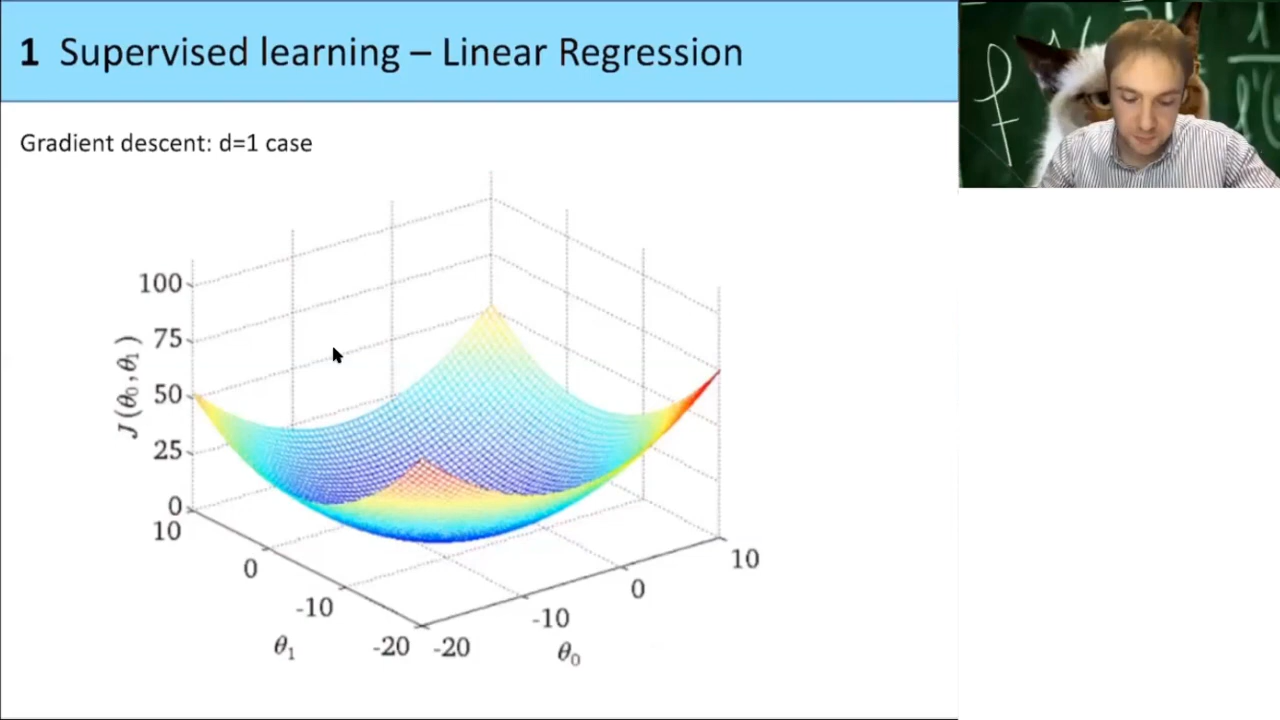 1 Supervised learning – Linear Regression
Gradient descent: d=1 case
100
75
50
25
0
J(θ₀,θ₁)
10
0
-10
-20
θ₁
-20
-10
0
10
θ₀